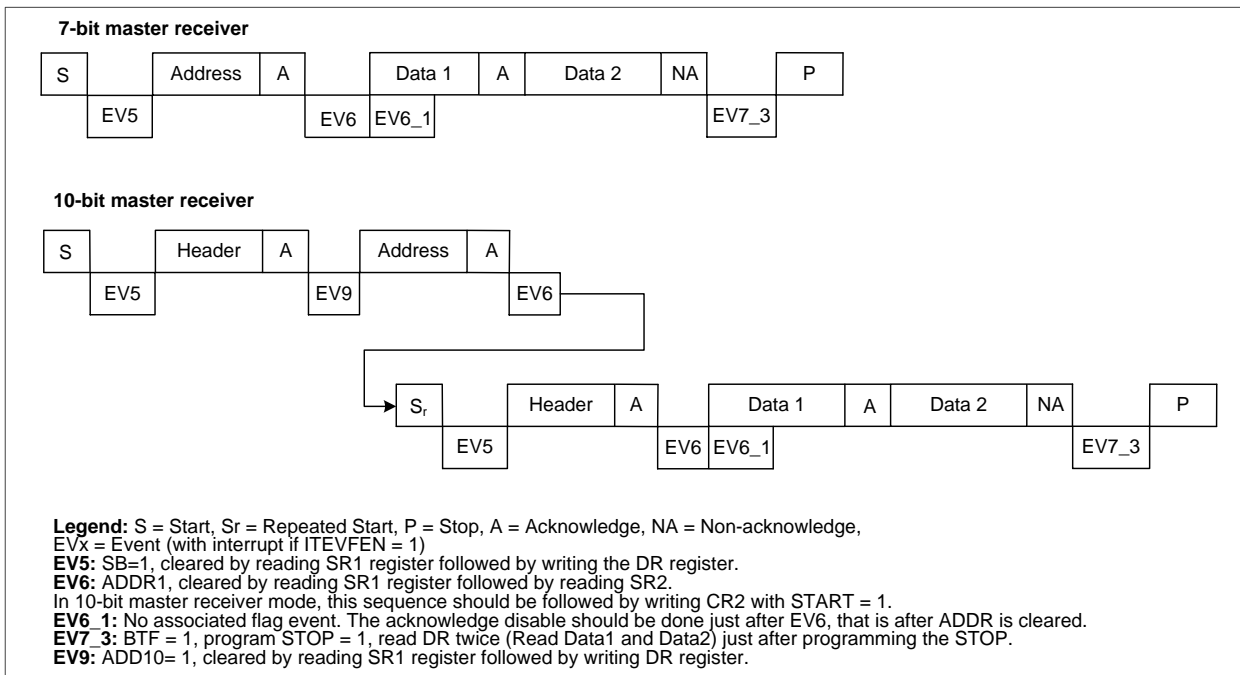 7-bit master receiver
S Address A Data 1 A Data 2 NA P
EV5 EV6 EV6_1 EV7_3
10-bit master receiver
S Header A Address A
EV5 EV9 EV6
Sr Header A Data 1 A Data 2 NA P
EV5 EV6 EV6_1 EV7_3
Legend: S = Start, Sr = Repeated Start, P = Stop, A = Acknowledge, NA = Non-acknowledge,
EVx = Event (with interrupt if ITEVFEN = 1)
EV5: SB=1, cleared by reading SR1 register followed by writing the DR register.
EV6: ADDR1, cleared by reading SR1 register followed by reading SR2.
In 10-bit master receiver mode, this sequence should be followed by writing CR2 with START = 1.
EV6_1: No associated flag event. The acknowledge disable should be done just after EV6, that is after ADDR is cleared.
EV7_3: BTF = 1, program STOP = 1, read DR twice (Read Data1 and Data2) just after programming the STOP.
EV9: ADD10= 1, cleared by reading SR1 register followed by writing DR register.